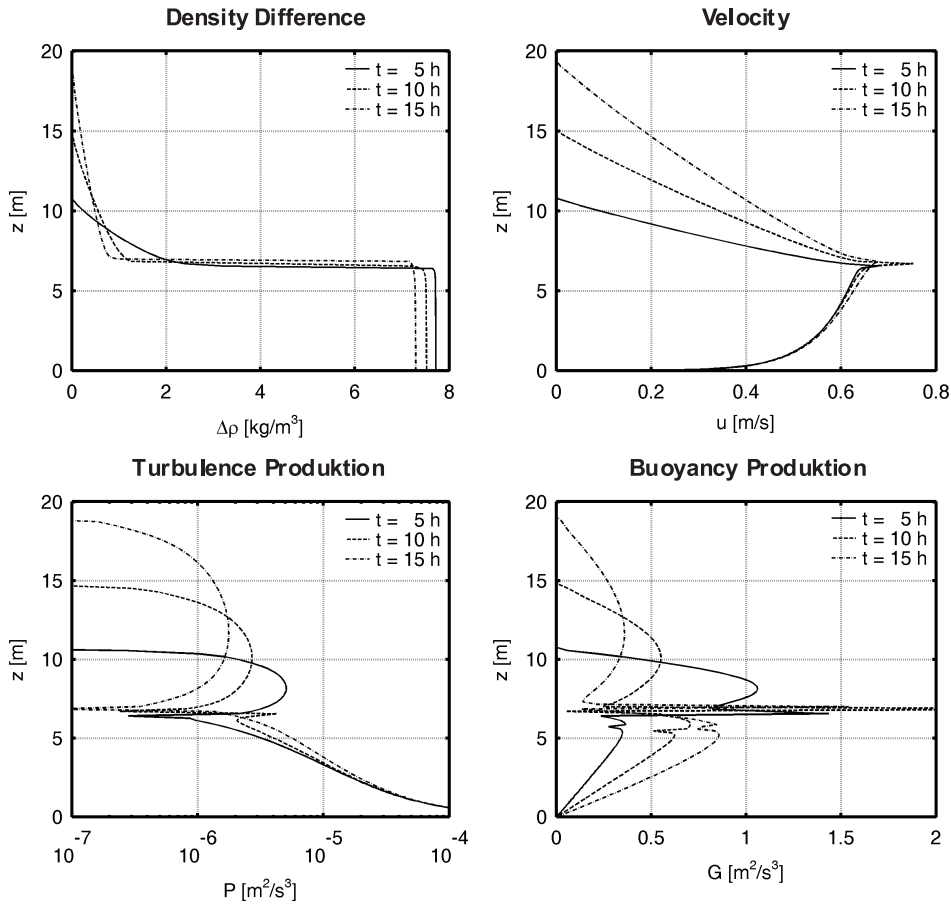 Density Difference
20
15
10
5
0
z [m]
t = 5 h
t = 10 h
t = 15 h
0 2 4 6 8
Δρ [kg/m³]
Velocity
20
15
10
5
0
z [m]
t = 5 h
t = 10 h
t = 15 h
0 0.2 0.4 0.6 0.8
u [m/s]
Turbulence Produktion
20
15
10
5
0
z [m]
t = 5 h
t = 10 h
t = 15 h
10⁻⁷ 10⁻⁶ 10⁻⁵ 10⁻⁴
P [m²/s³]
Buoyancy Produktion
20
15
10
5
0
z [m]
t = 5 h
t = 10 h
t = 15 h
0 0.5 1 1.5 2
G [m²/s³]